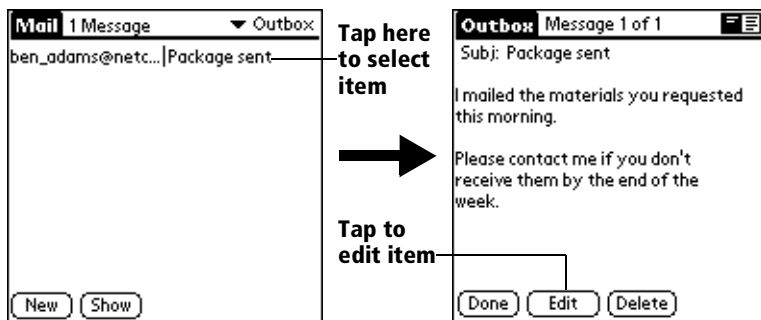 Mail 1 Message Outbox
ben_adams@netc... Package sent
New Show
Tap here
to select
item
Tap to
edit item
Outbox Message 1 of 1
Subj: Package sent
I mailed the materials you requested
this morning.
Please contact me if you don't
receive them by the end of the
week.
Done Edit Delete